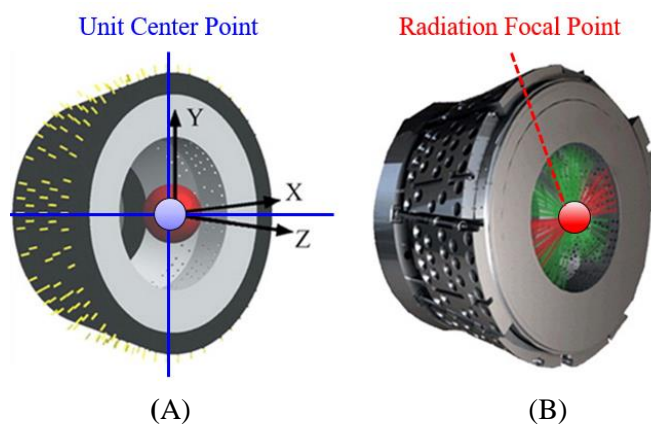 Unit Center Point
Radiation Focal Point
Y
X
Z
(A)
(B)